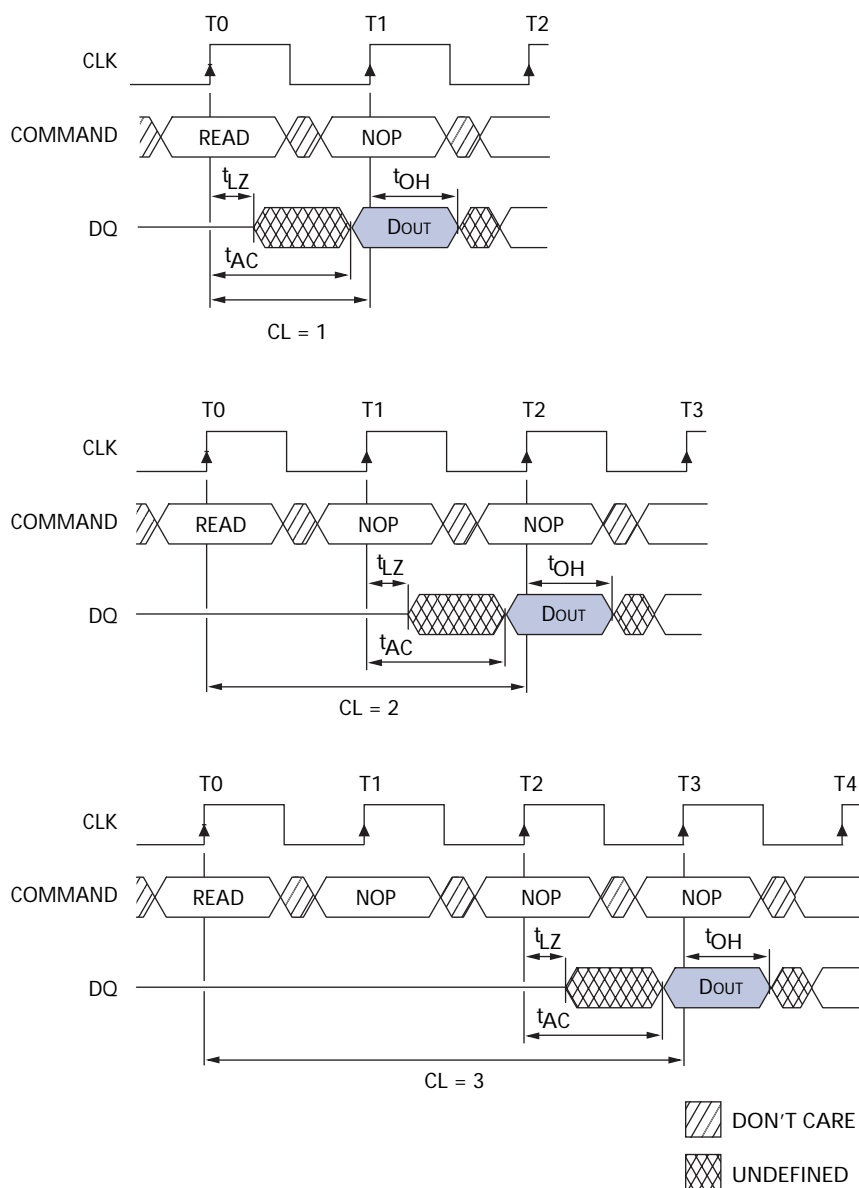 T0 T1 T2
CLK
COMMAND READ NOP
tLZ tOH
DQ DOUT
tAC
CL = 1
T0 T1 T2 T3
CLK
COMMAND READ NOP NOP
tLZ tOH
DQ DOUT
tAC
CL = 2
T0 T1 T2 T3 T4
CLK
COMMAND READ NOP NOP NOP
tLZ tOH
DQ DOUT
tAC
CL = 3
DON'T CARE
UNDEFINED